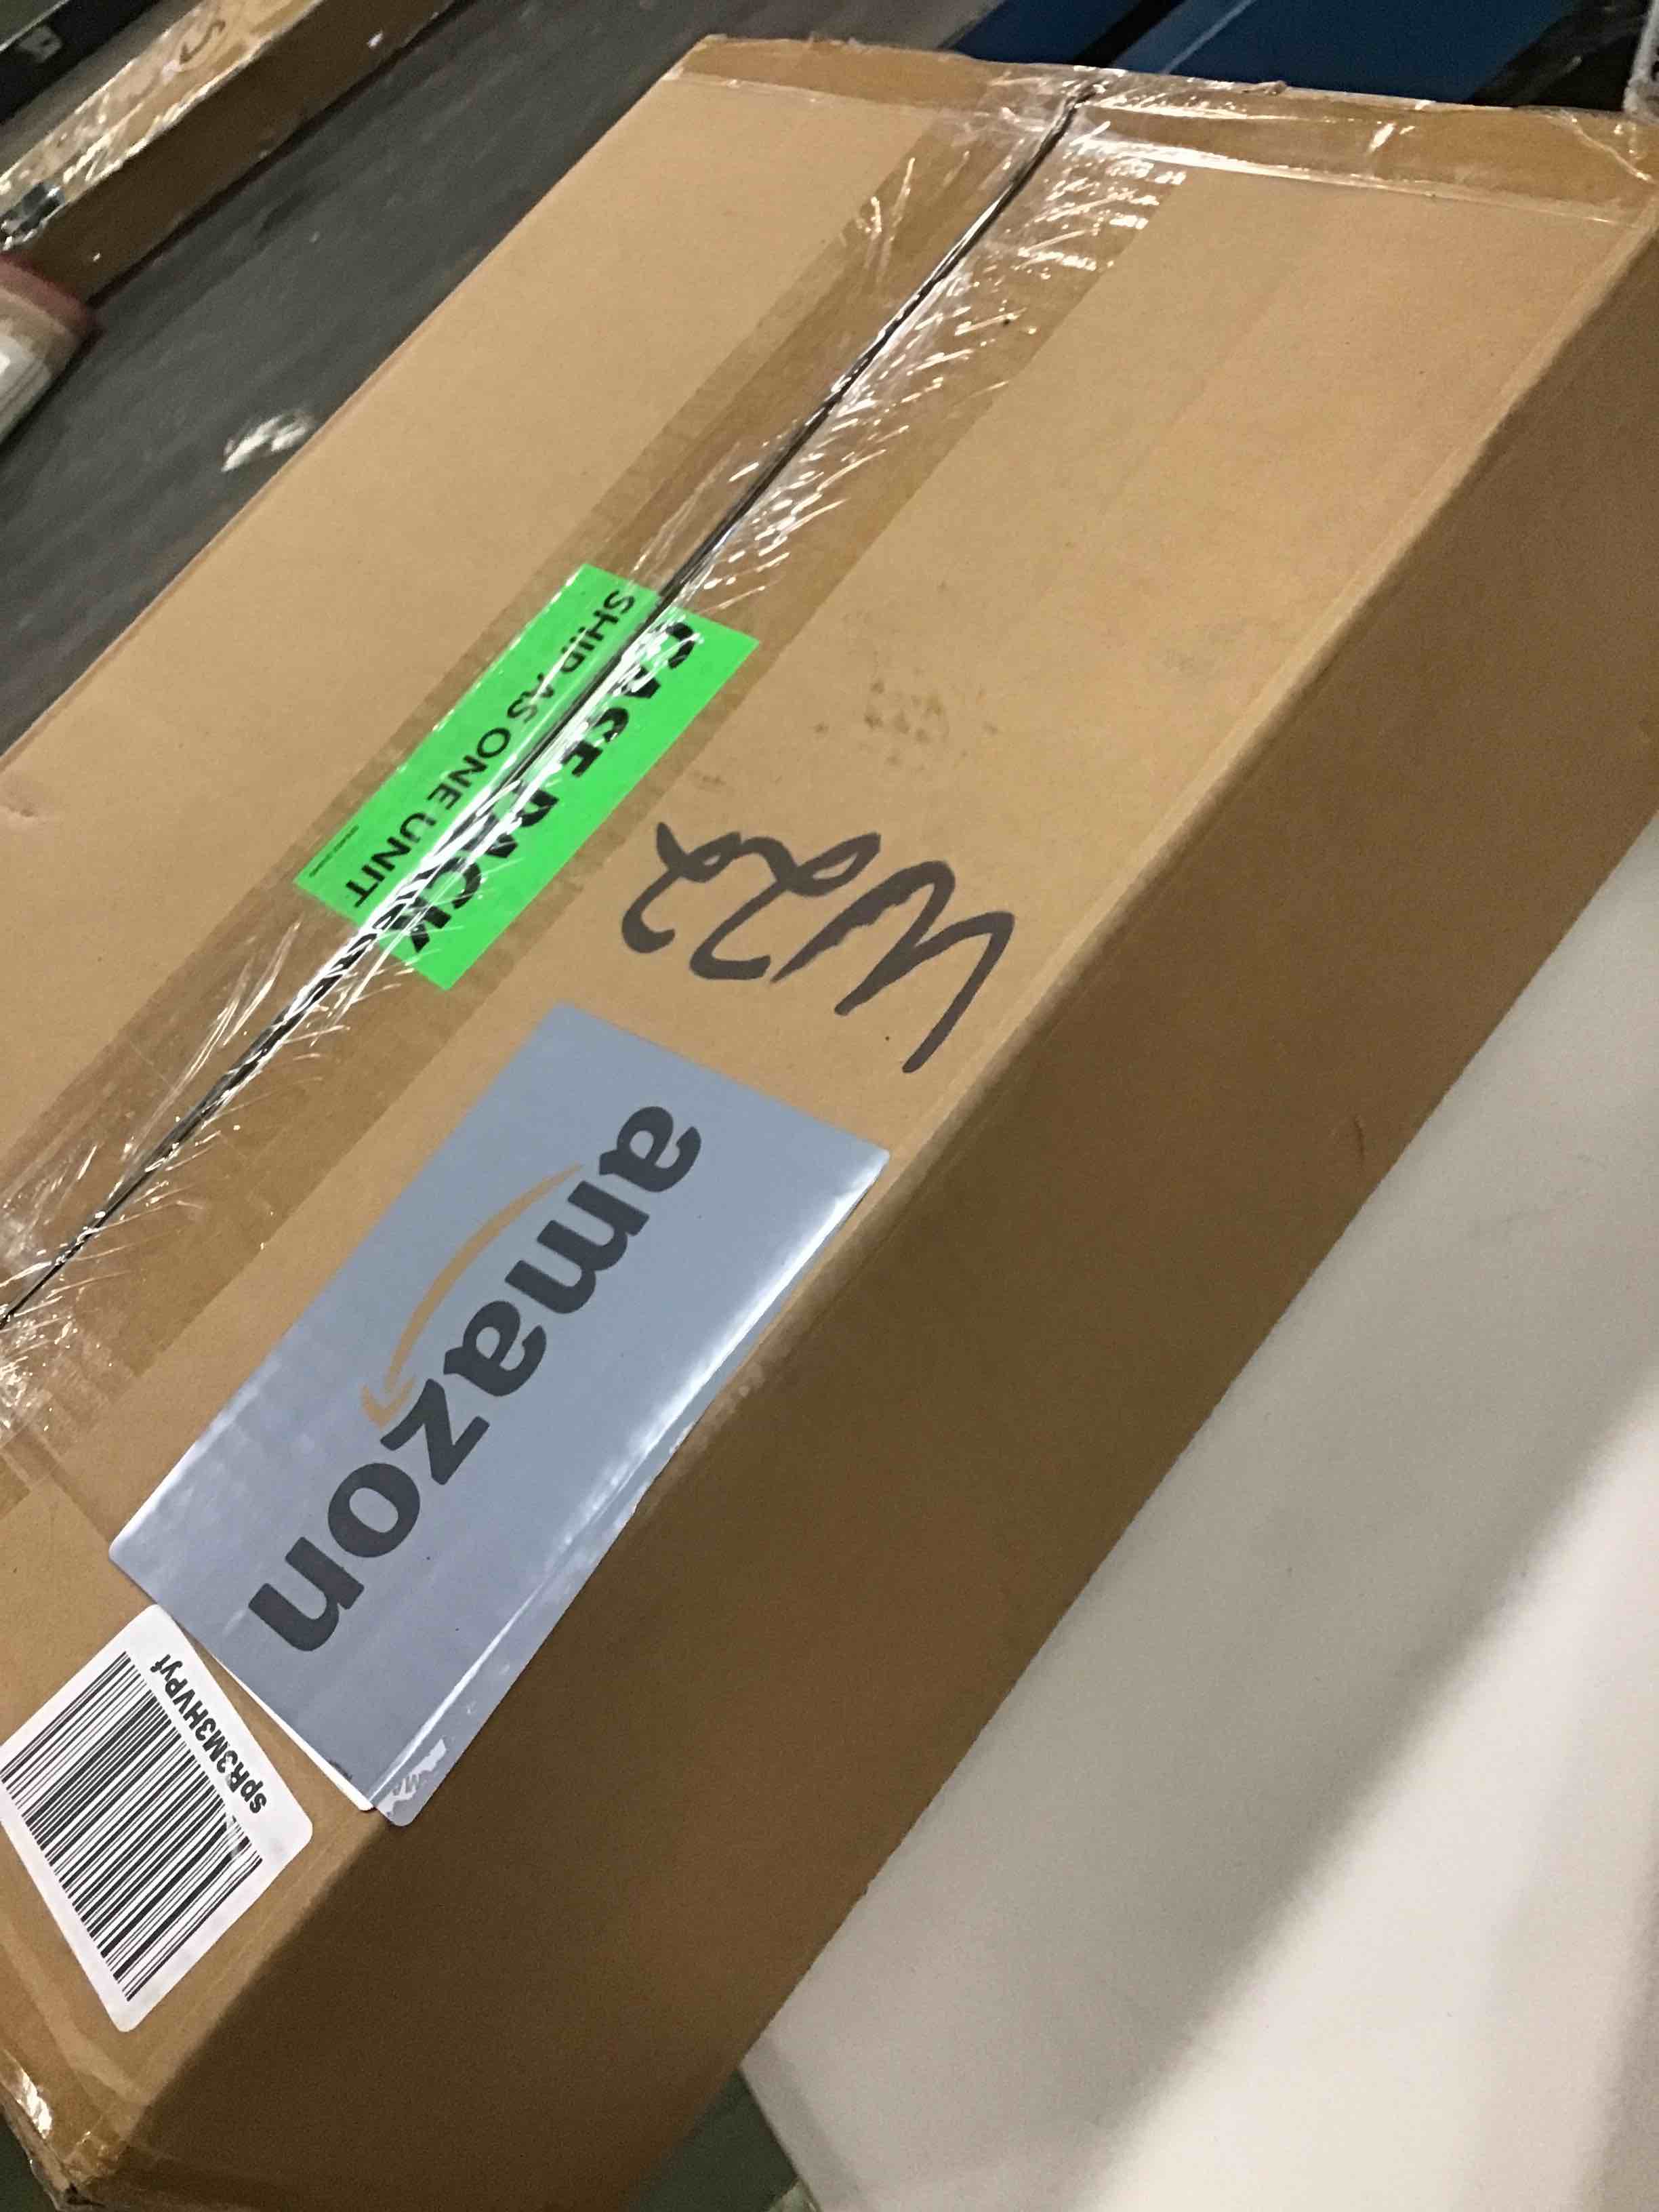 CASE PACK
SHIP AS ONE UNIT
W22
amazon
spR3M3HVPyf